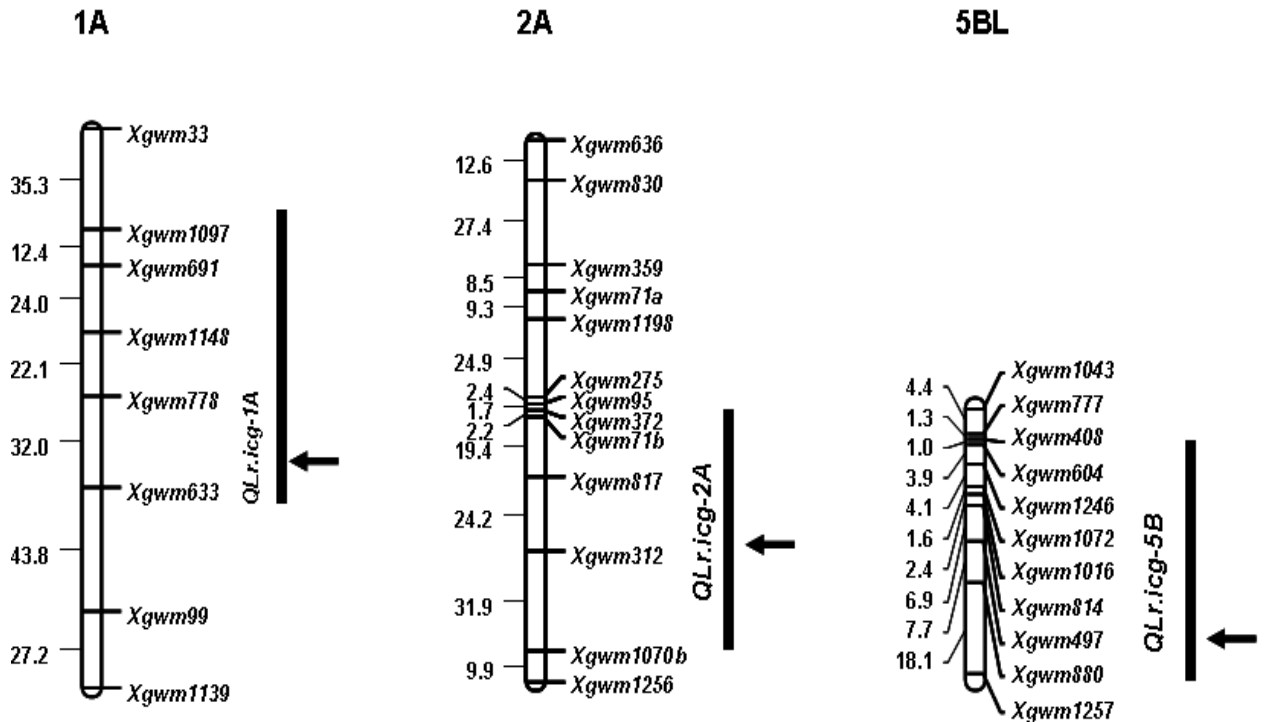 1A
Xgwm33
35.3
Xgwm1097
12.4
Xgwm691
24.0
Xgwm1148
22.1
Xgwm778
32.0
Xgwm633
43.8
Xgwm99
27.2
Xgwm1139
QLr.icg-1A
2A
Xgwm636
12.6
Xgwm830
27.4
Xgwm359
8.5
Xgwm71a
9.3
Xgwm1198
24.9
Xgwm275
2.4
Xgwm95
1.7
Xgwm372
2.2
Xgwm71b
19.4
Xgwm817
24.2
Xgwm312
31.9
Xgwm1070b
9.9
Xgwm1256
QLr.icg-2A
5BL
Xgwm1043
4.4
Xgwm777
1.3
Xgwm408
1.0
Xgwm604
3.9
Xgwm1246
4.1
Xgwm1072
1.6
Xgwm1016
2.4
Xgwm814
6.9
Xgwm497
7.7
Xgwm880
18.1
Xgwm1257
QLr.icg-5B